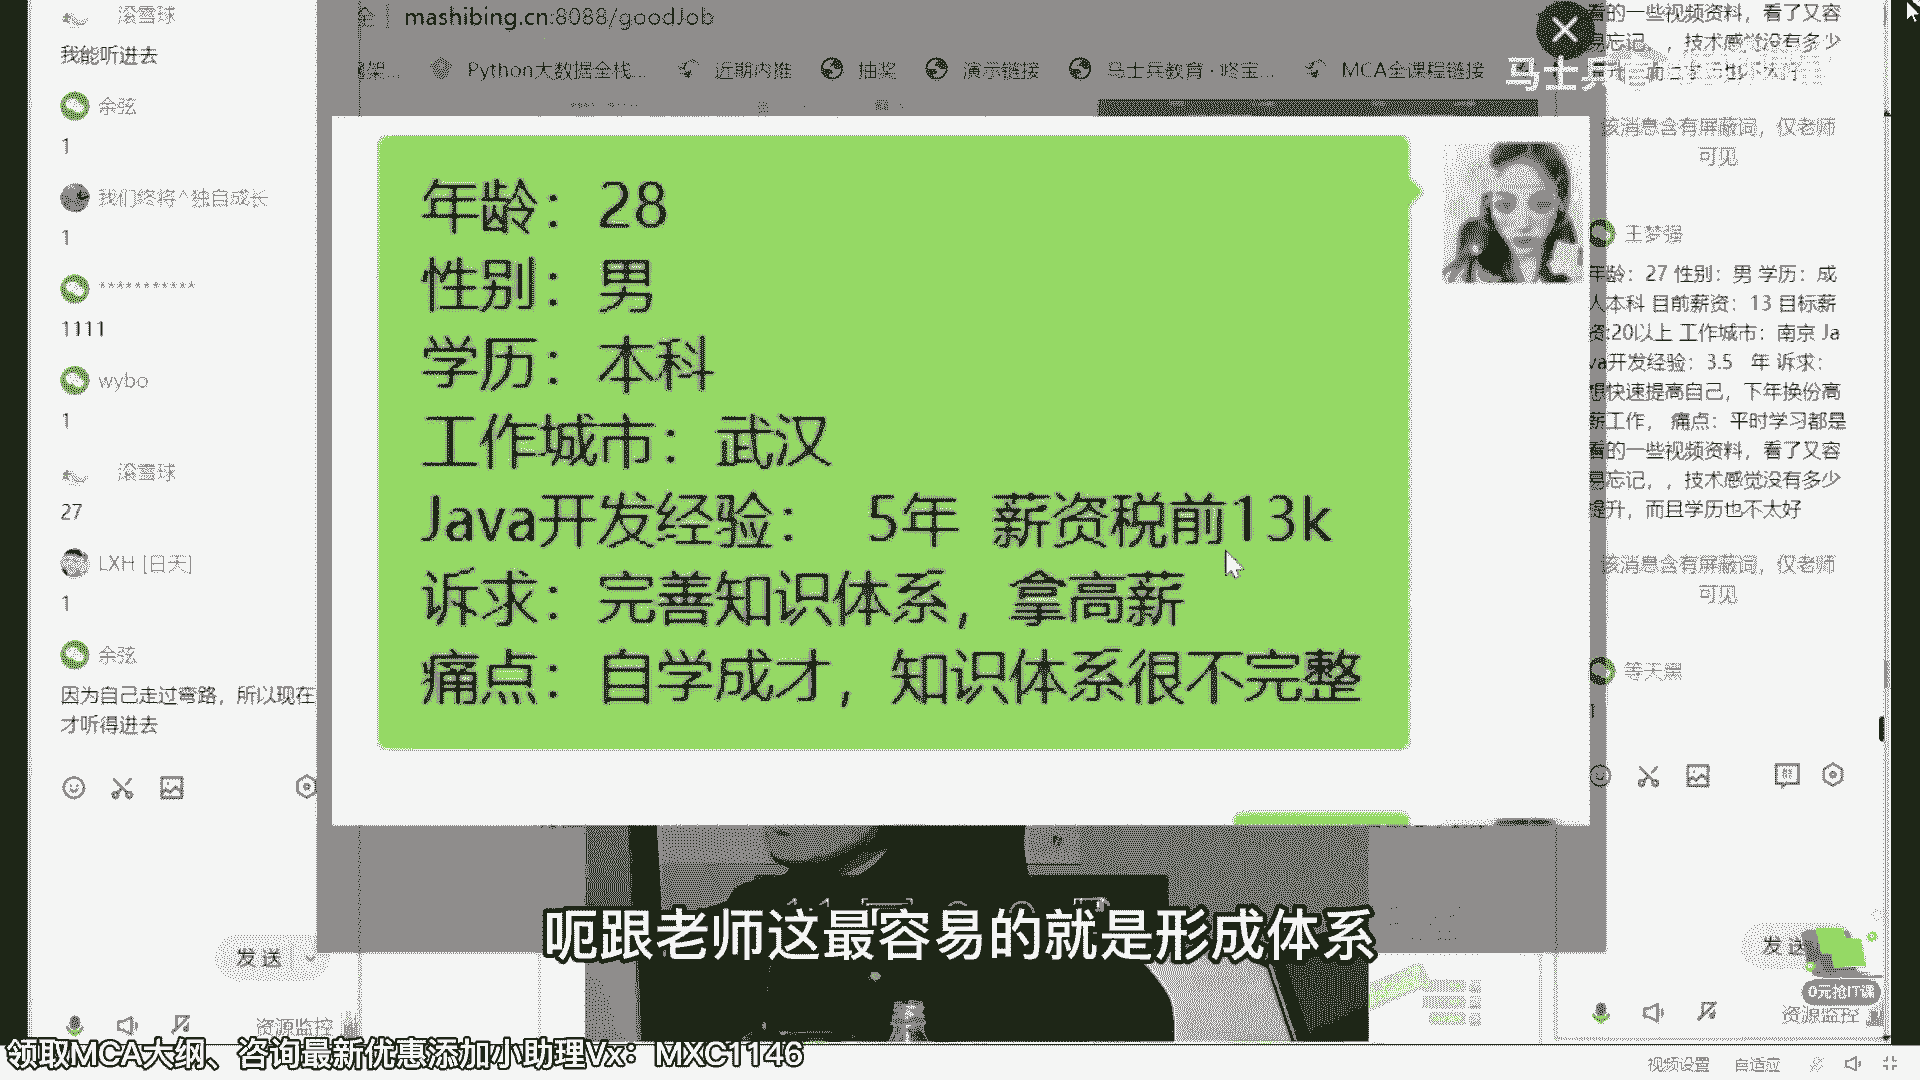 滚雪球
我能听进去
余弦
1
我们终将^独自成长
1
***********
1111
wybo
1
滚雪球
27
LXH [日天]
1
余弦
因为自己走过弯路，所以现在
才听得进去
发送
资源监控
mashibing.cn:8088/goodJob
Python大数据全栈...
近期内推
抽奖
演示链接
马士兵教育·咚宝...
MCA全课程链接
马士兵
年龄：28
性别：男
学历：本科
工作城市：武汉
Java开发经验： 5年 薪资税前13k
诉求：完善知识体系，拿高薪
痛点：自学成才，知识体系很不完整
看的一些视频资料，看了又容
易忘记，，技术感觉没有多少
该消息含有屏蔽词，仅老师
可见
王梦强
年龄：27 性别：男 学历：成
人本科 目前薪资：13 目标薪
资:20以上 工作城市：南京 Ja
va开发经验：3.5 年 诉求：
想快速提高自己，下年换份高
薪工作， 痛点：平时学习都是
看的一些视频资料，看了又容
易忘记，，技术感觉没有多少
提升，而且学历也不太好
该消息含有屏蔽词，仅老师
可见
等天黑
1
发送
0元抢IT课
资源监控
呃跟老师这最容易的就是形成体系
领取MCA大纲、咨询最新优惠添加小助理Vx：MXC1146
视频设置
自适应